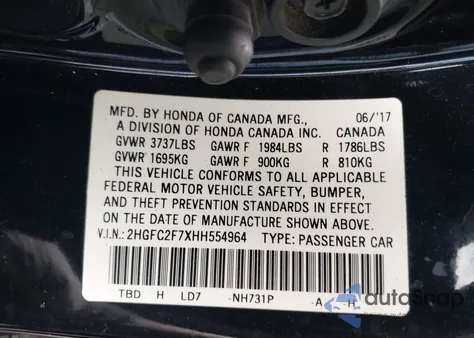 MFD. BY HONDA OF CANADA MFG., 06/'17
A DIVISION OF HONDA CANADA INC. CANADA
GVWR 3737LBS GAWR F 1984LBS R 1786LBS
GVWR 1695KG GAWR F 900KG R 810KG
THIS VEHICLE CONFORMS TO ALL APPLICABLE
FEDERAL MOTOR VEHICLE SAFETY, BUMPER,
AND THEFT PREVENTION STANDARDS IN EFFECT
ON THE DATE OF MANUFACTURE SHOWN ABOVE.
V.I.N.: 2HGFC2F7XHH554964 TYPE: PASSENGER CAR
TBD H LD7 -NH731P -A H-
autoSnap